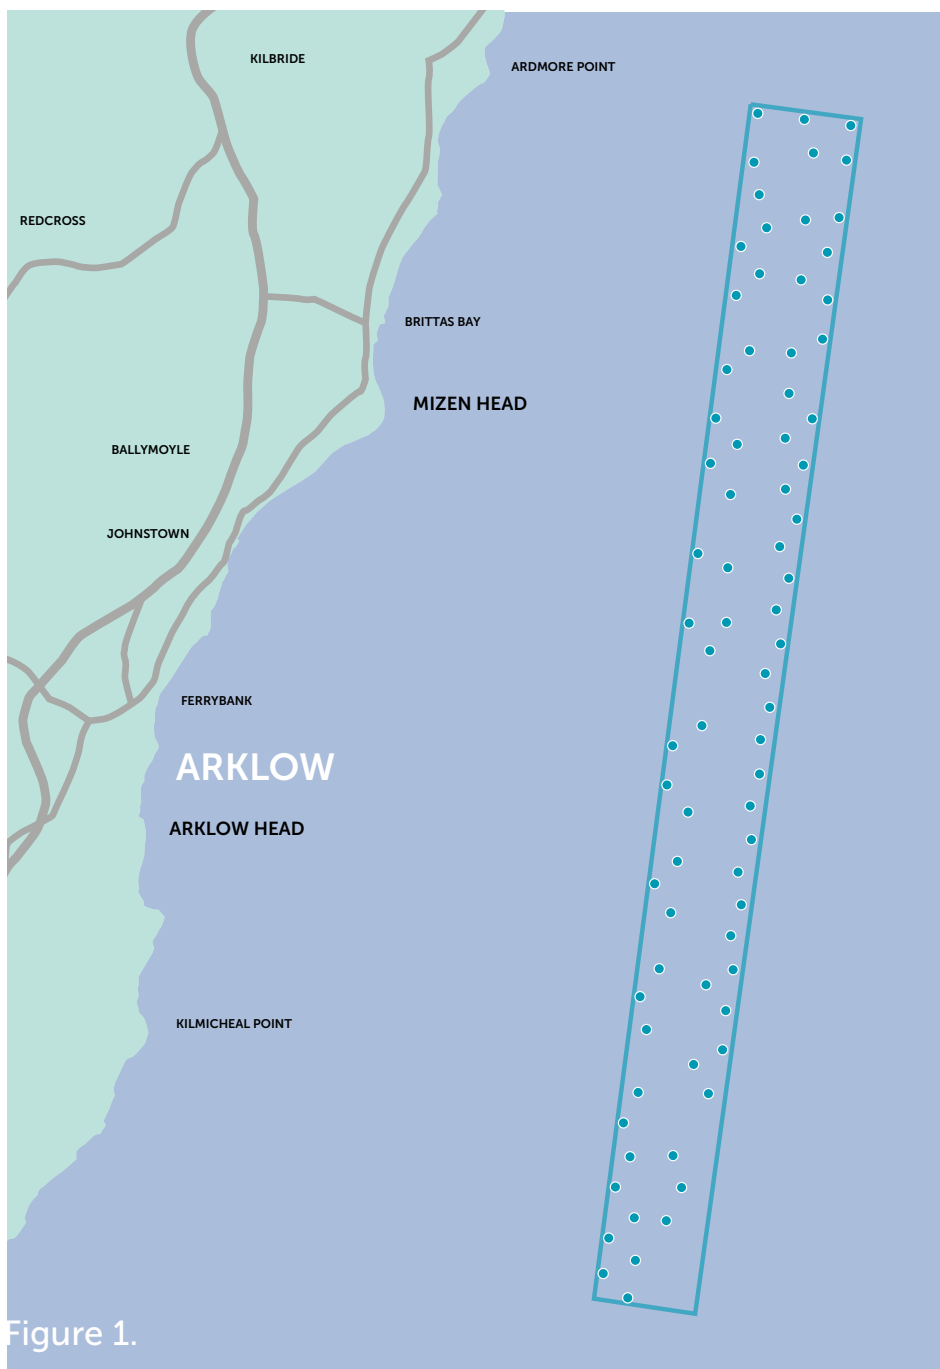 KILBRIDE
ARDMORE POINT
REDCROSS
BRITTAS BAY
MIZEN HEAD
BALLYMOYLE
JOHNSTOWN
FERRYBANK
ARKLOW
ARKLOW HEAD
KILMICHEAL POINT
Figure 1.